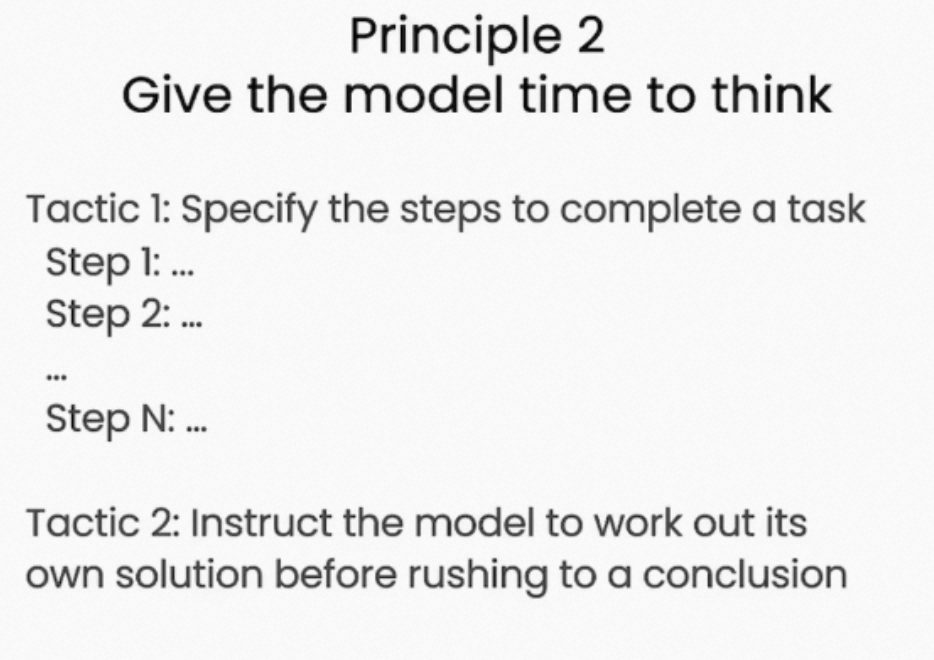 Principle 2
Give the model time to think
Tactic 1: Specify the steps to complete a task
Step 1: ...
Step 2: ...
...
Step N: ...
Tactic 2: Instruct the model to work out its
own solution before rushing to a conclusion